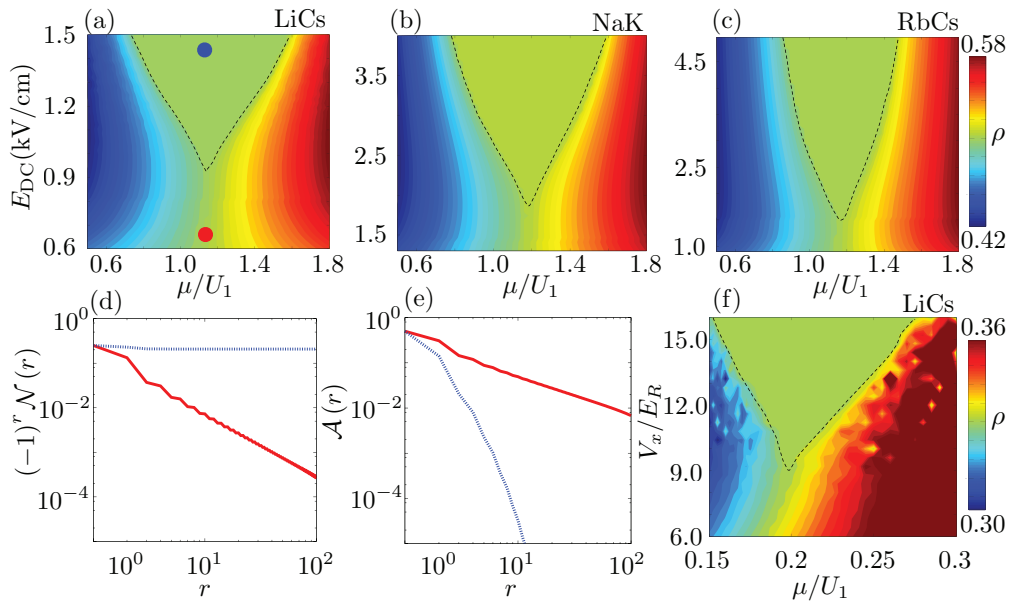 (a) LiCs
(b) NaK
(c) RbCs
E_DC (kV/cm)
1.5
1.2
0.9
0.6
0.6 1.0 1.4 1.8
μ/U_1
3.5
2.5
1.5
0.6 1.0 1.4 1.8
μ/U_1
4.5
2.5
1.0
0.6 1.0 1.4 1.8
μ/U_1
0.58
ρ
0.42
(d)
(−1)^r N(r)
10^0
10^−2
10^−4
10^0 10^1 10^2
r
(e)
A(r)
10^0
10^−2
10^−4
10^0 10^1 10^2
r
(f) LiCs
V_x/E_R
15.0
12.0
9.0
6.0
0.15 0.2 0.25 0.3
μ/U_1
0.36
ρ
0.30